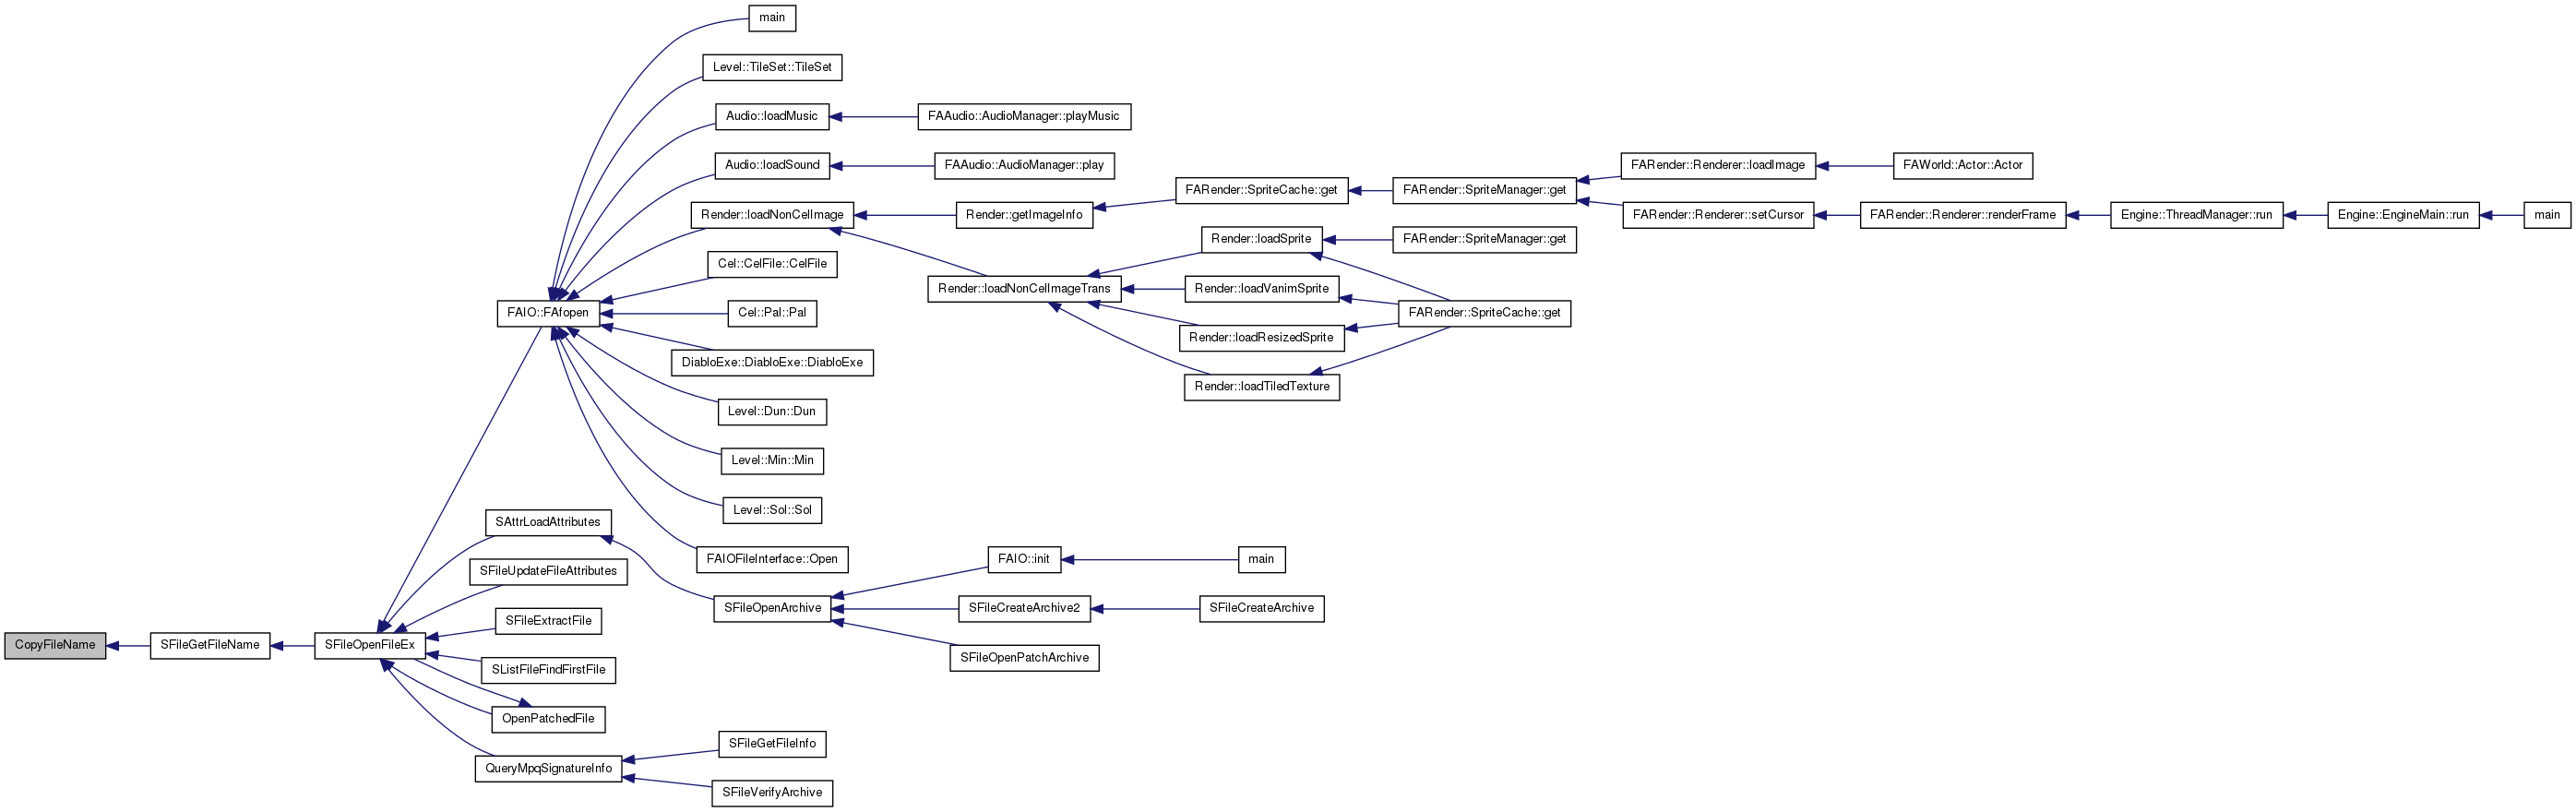 main
Level::TileSet::TileSet
Audio::loadMusic
FAAudio::AudioManager::playMusic
Audio::loadSound
FAAudio::AudioManager::play
FARender::Renderer::loadImage
FAWorld::Actor::Actor
FARender::SpriteCache::get
FARender::SpriteManager::get
Render::loadNonCelImage
Render::getImageInfo
FARender::Renderer::setCursor
FARender::Renderer::renderFrame
Engine::ThreadManager::run
Engine::EngineMain::run
main
Render::loadSprite
FARender::SpriteManager::get
Cel::CelFile::CelFile
Render::loadNonCelImageTrans
Render::loadVanimSprite
FAIO::FAfopen
Cel::Pal::Pal
FARender::SpriteCache::get
Render::loadResizedSprite
DiabloExe::DiabloExe::DiabloExe
Render::loadTiledTexture
Level::Dun::Dun
Level::Min::Min
Level::Sol::Sol
SAttrLoadAttributes
FAIOFileInterface::Open
FAIO::init
main
SFileUpdateFileAttributes
SFileOpenArchive
SFileCreateArchive2
SFileCreateArchive
SFileExtractFile
CopyFileName
SFileGetFileName
SFileOpenFileEx
SFileOpenPatchArchive
SListFileFindFirstFile
OpenPatchedFile
SFileGetFileInfo
QueryMpqSignatureInfo
SFileVerifyArchive